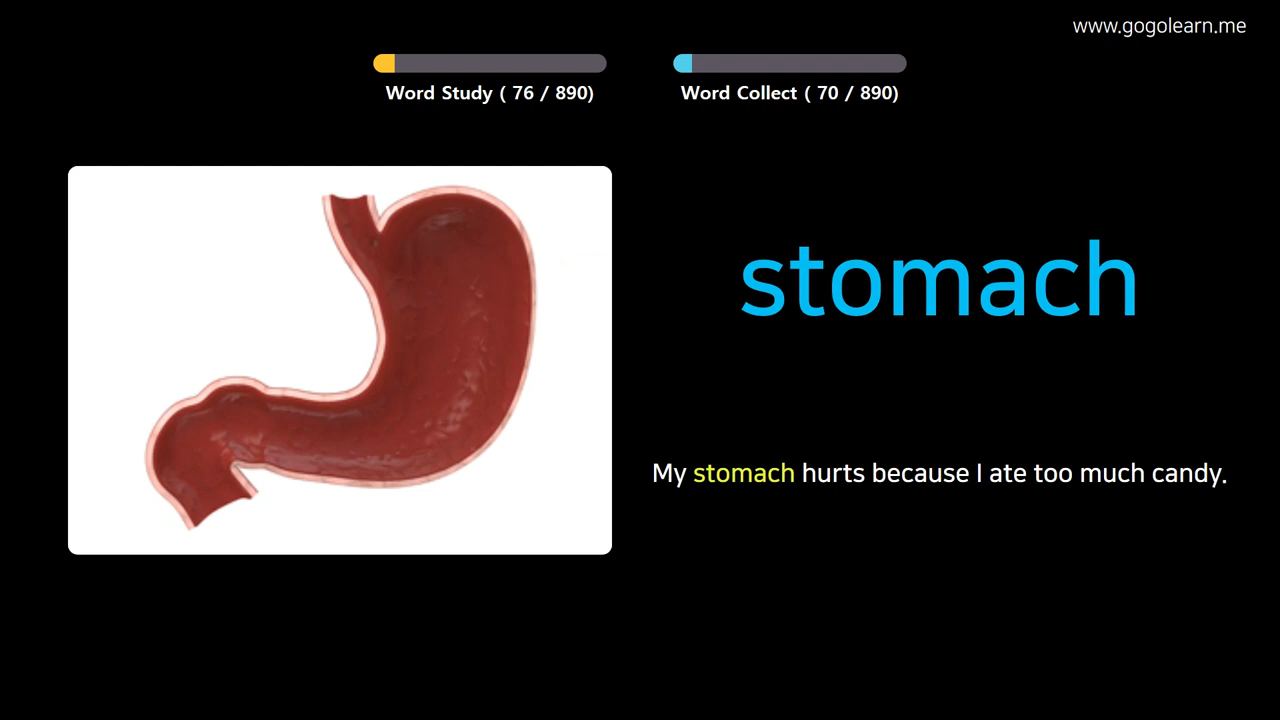 www.gogolearn.me
Word Study ( 76 / 890)
Word Collect ( 70 / 890)
stomach
My stomach hurts because I ate too much candy.